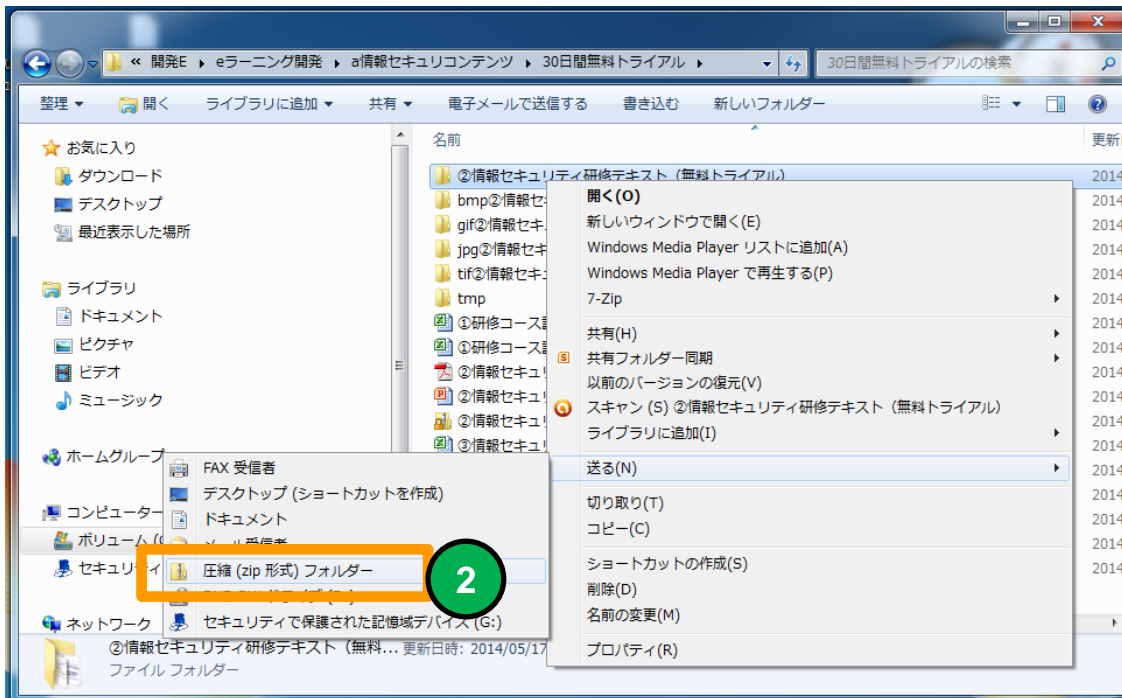 « 開発E ▸ eラーニング開発 ▸ a情報セキュリコンテンツ ▸ 30日間無料トライアル ▸
30日間無料トライアルの検索
整理 開く ライブラリに追加 共有 電子メールで送信する 書き込む 新しいフォルダー
お気に入り
ダウンロード
デスクトップ
最近表示した場所
ライブラリ
ドキュメント
ピクチャ
ビデオ
ミュージック
ホームグループ
コンピューター
ボリューム (
セキュリティ
ネットワーク
名前
更新
②情報セキュリティ研修テキスト（無料トライアル）
2014
bmp②情報セ
2014
gif②情報セキ
2014
jpg②情報セキ
2014
tif②情報セキ
2014
tmp
2014
①研修コース
2014
①研修コース
2014
②情報セキュ
2014
②情報セキュ
2014
②情報セキュ
2014
③情報セキュ
2014
2014
2014
2014
2014
2014
開く(O)
新しいウィンドウで開く(E)
Windows Media Player リストに追加(A)
Windows Media Player で再生する(P)
7-Zip
共有(H)
共有フォルダー同期
以前のバージョンの復元(V)
スキャン (S) ②情報セキュリティ研修テキスト（無料トライアル）
ライブラリに追加(I)
送る(N)
切り取り(T)
コピー(C)
ショートカットの作成(S)
削除(D)
名前の変更(M)
プロパティ(R)
FAX 受信者
デスクトップ (ショートカットを作成)
ドキュメント
メール受信者
圧縮 (zip 形式) フォルダー
2
セキュリティで保護された記憶域デバイス (G:)
②情報セキュリティ研修テキスト（無料... 更新日時: 2014/05/17
ファイル フォルダー